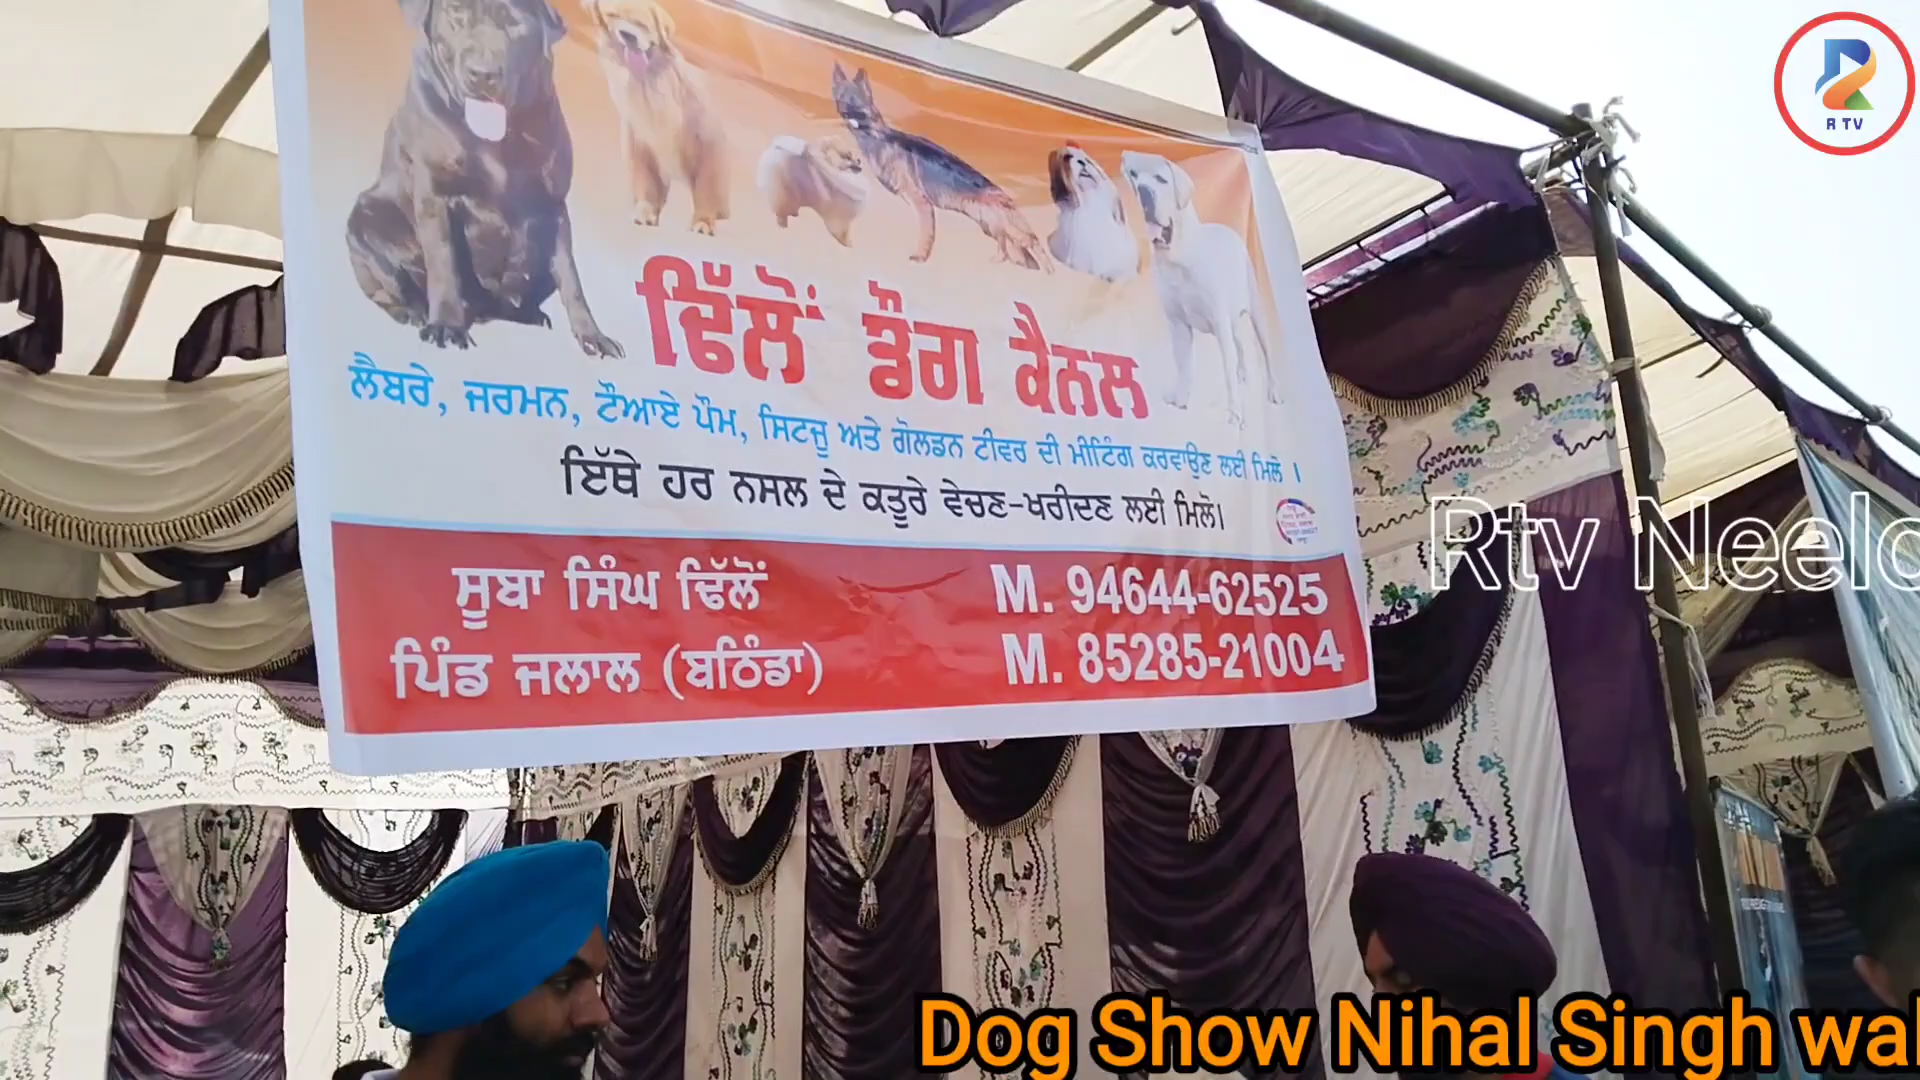 R TV
ਢਿੱਲੋਂ ਡੌਗ ਕੈਨਲ
ਲੈਬਰੇ, ਜਰਮਨ, ਟੌਆਏ ਪੌਮ, ਸਿਟਜੂ ਅਤੇ ਗੋਲਡਨ ਟੀਵਰ ਦੀ ਮੀਟਿੰਗ ਕਰਵਾਉਣ ਲਈ ਮਿਲੋ ।
ਇੱਥੇ ਹਰ ਨਸਲ ਦੇ ਕਤੂਰੇ ਵੇਚਣ-ਖਰੀਦਣ ਲਈ ਮਿਲੋ।
ਸੂਬਾ ਸਿੰਘ ਢਿੱਲੋਂ M. 94644-62525
ਪਿੰਡ ਜਲਾਲ (ਬਠਿੰਡਾ) M. 85285-21004
Rtv Neelo
Dog Show Nihal Singh wal